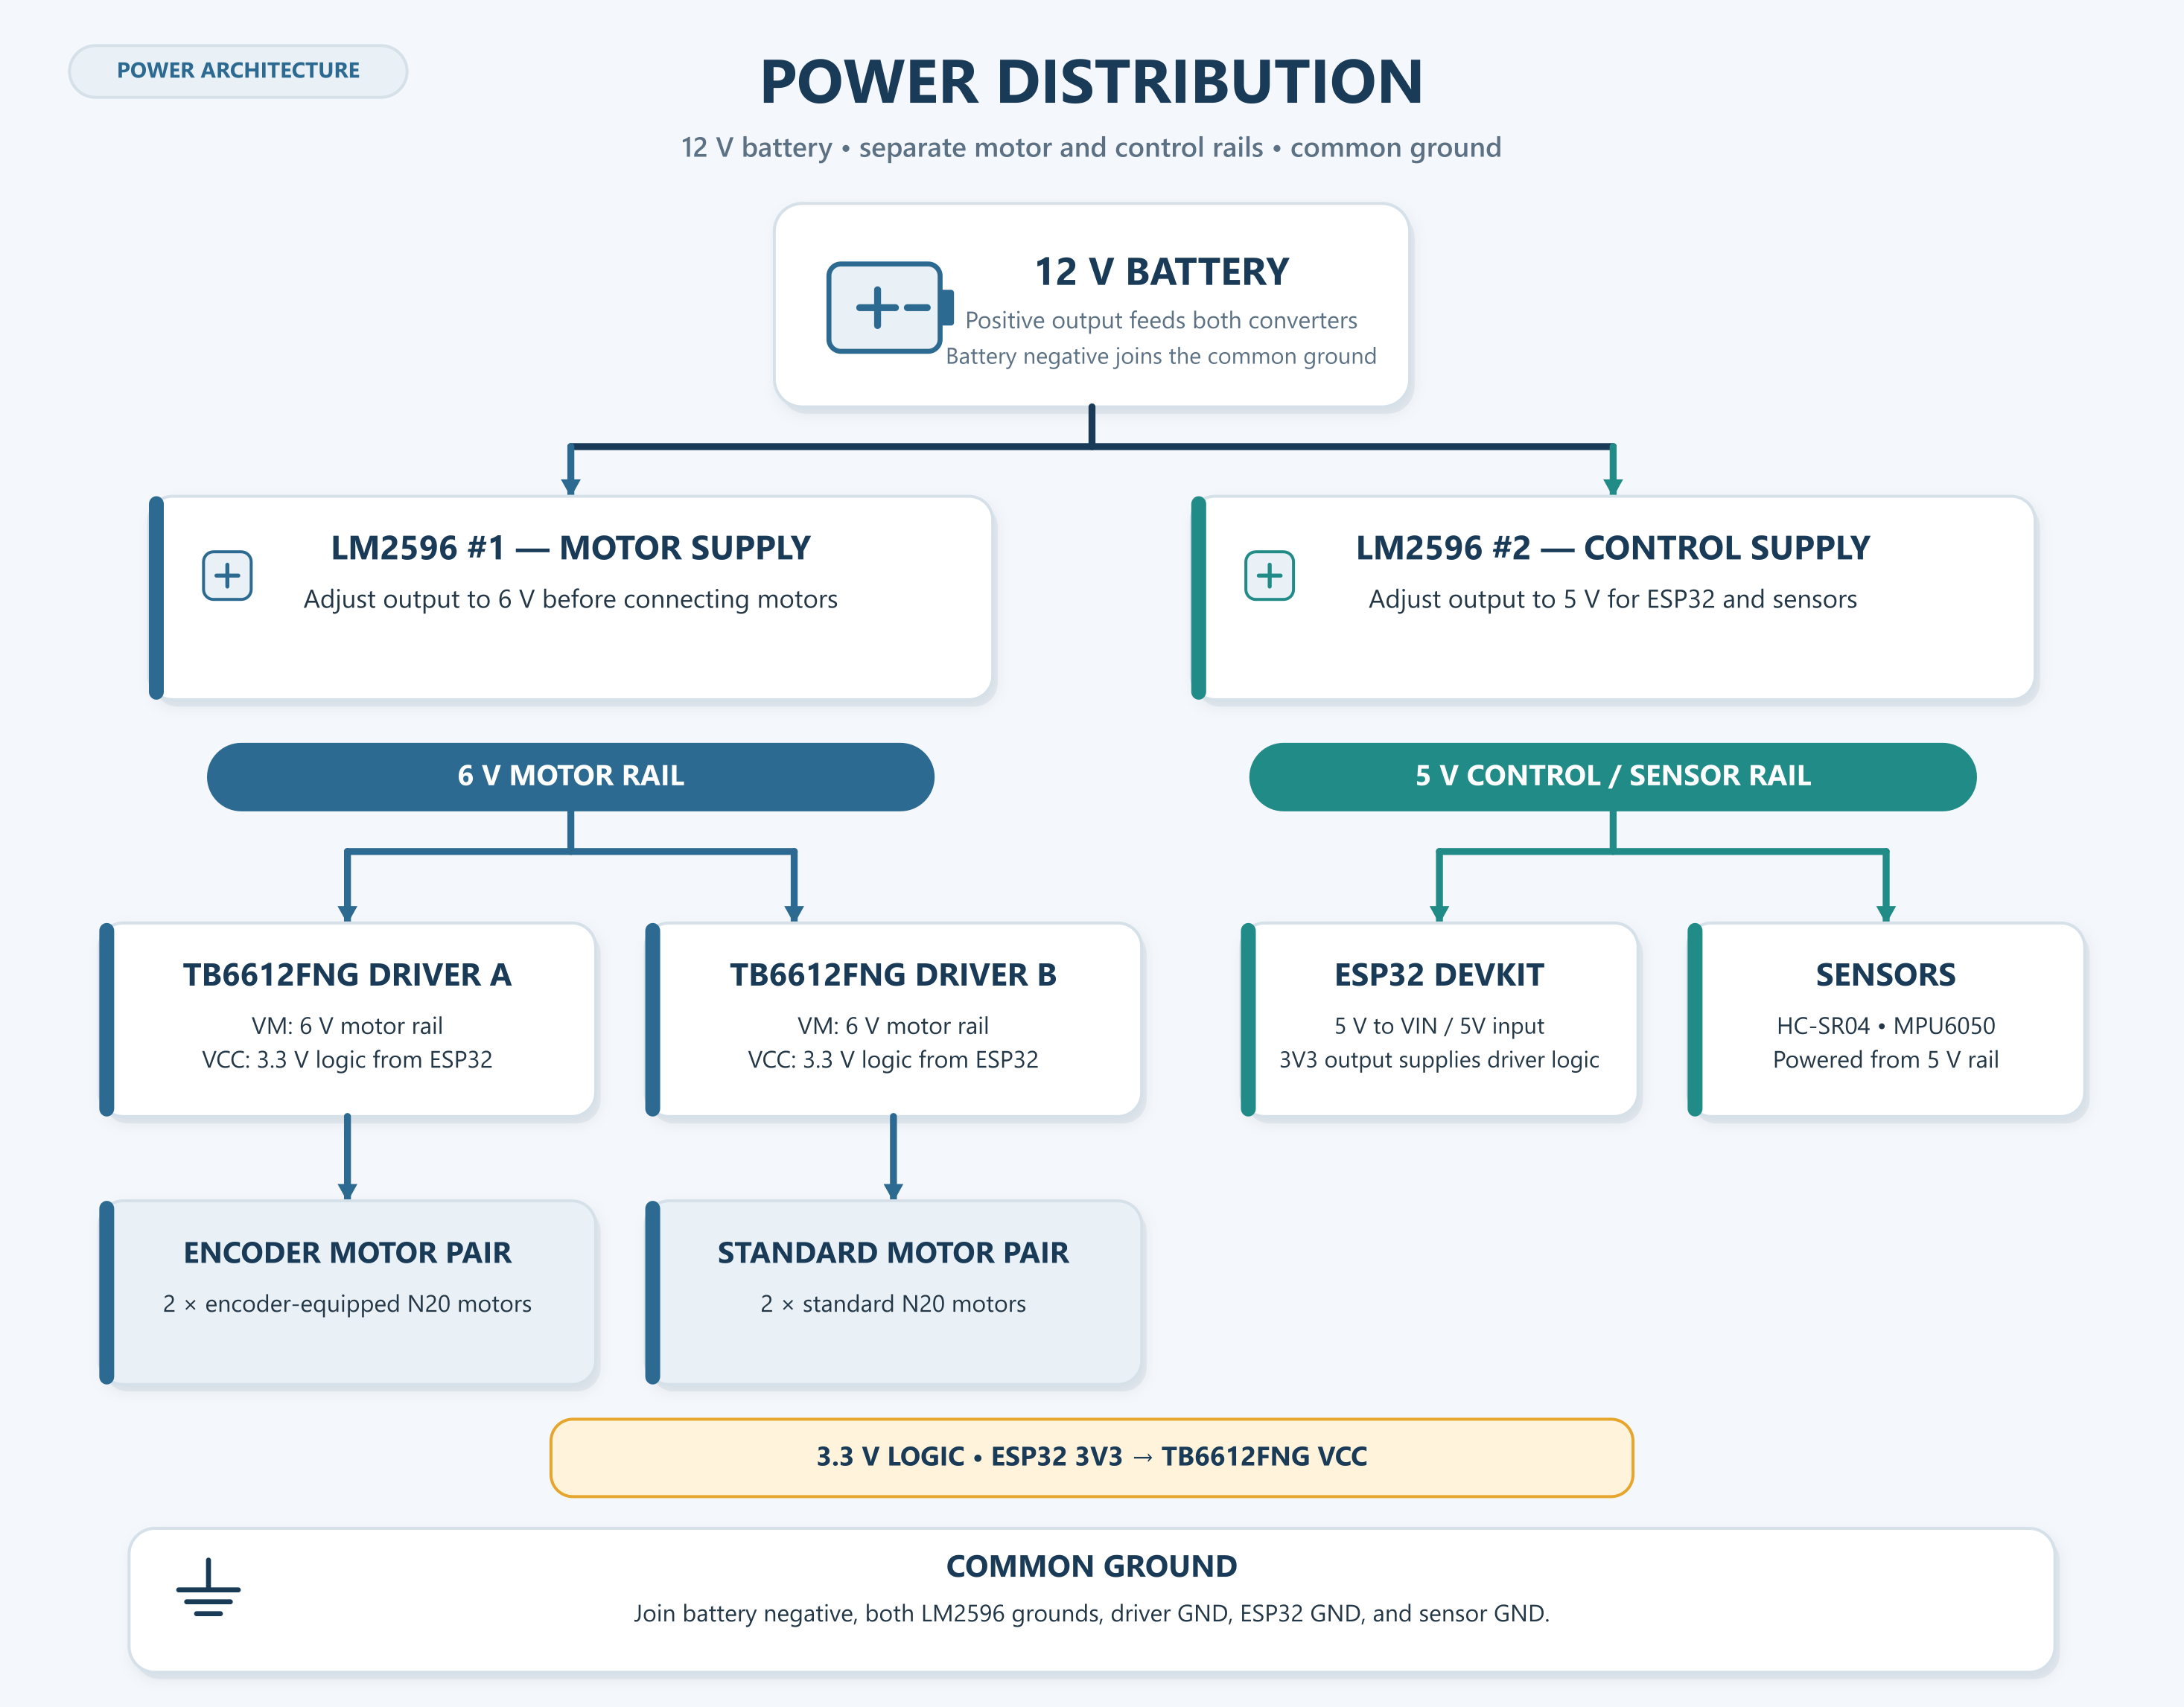 POWER ARCHITECTURE
POWER DISTRIBUTION
12 V battery • separate motor and control rails • common ground
12 V BATTERY
Positive output feeds both converters
Battery negative joins the common ground
LM2596 #1 — MOTOR SUPPLY
Adjust output to 6 V before connecting motors
LM2596 #2 — CONTROL SUPPLY
Adjust output to 5 V for ESP32 and sensors
6 V MOTOR RAIL
5 V CONTROL / SENSOR RAIL
TB6612FNG DRIVER A
VM: 6 V motor rail
VCC: 3.3 V logic from ESP32
TB6612FNG DRIVER B
VM: 6 V motor rail
VCC: 3.3 V logic from ESP32
ESP32 DEVKIT
5 V to VIN / 5V input
3V3 output supplies driver logic
SENSORS
HC-SR04 • MPU6050
Powered from 5 V rail
ENCODER MOTOR PAIR
2 × encoder-equipped N20 motors
STANDARD MOTOR PAIR
2 × standard N20 motors
3.3 V LOGIC • ESP32 3V3 → TB6612FNG VCC
COMMON GROUND
Join battery negative, both LM2596 grounds, driver GND, ESP32 GND, and sensor GND.